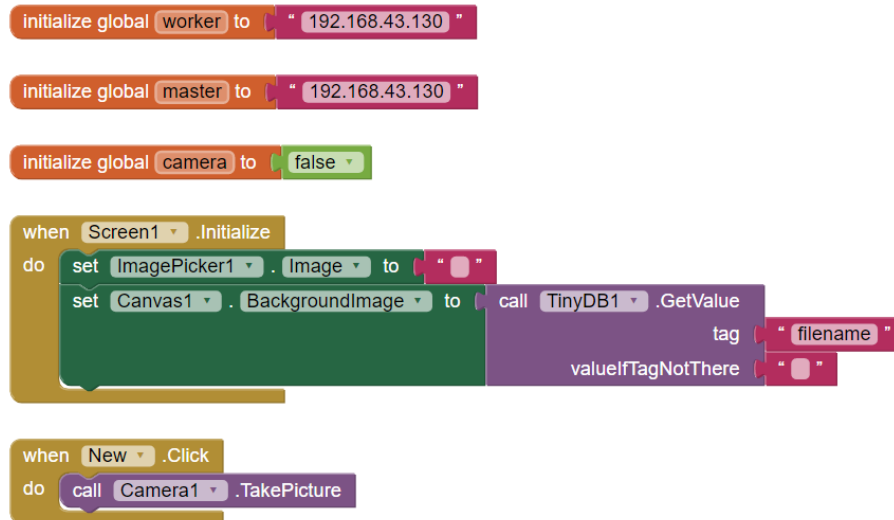 initialize global worker to " 192.168.43.130 "
initialize global master to " 192.168.43.130 "
initialize global camera to false
when Screen1 .Initialize
do set ImagePicker1 . Image to " "
set Canvas1 . BackgroundImage to call TinyDB1 .GetValue
tag " filename "
valueIfTagNotThere " "
when New .Click
do call Camera1 .TakePicture